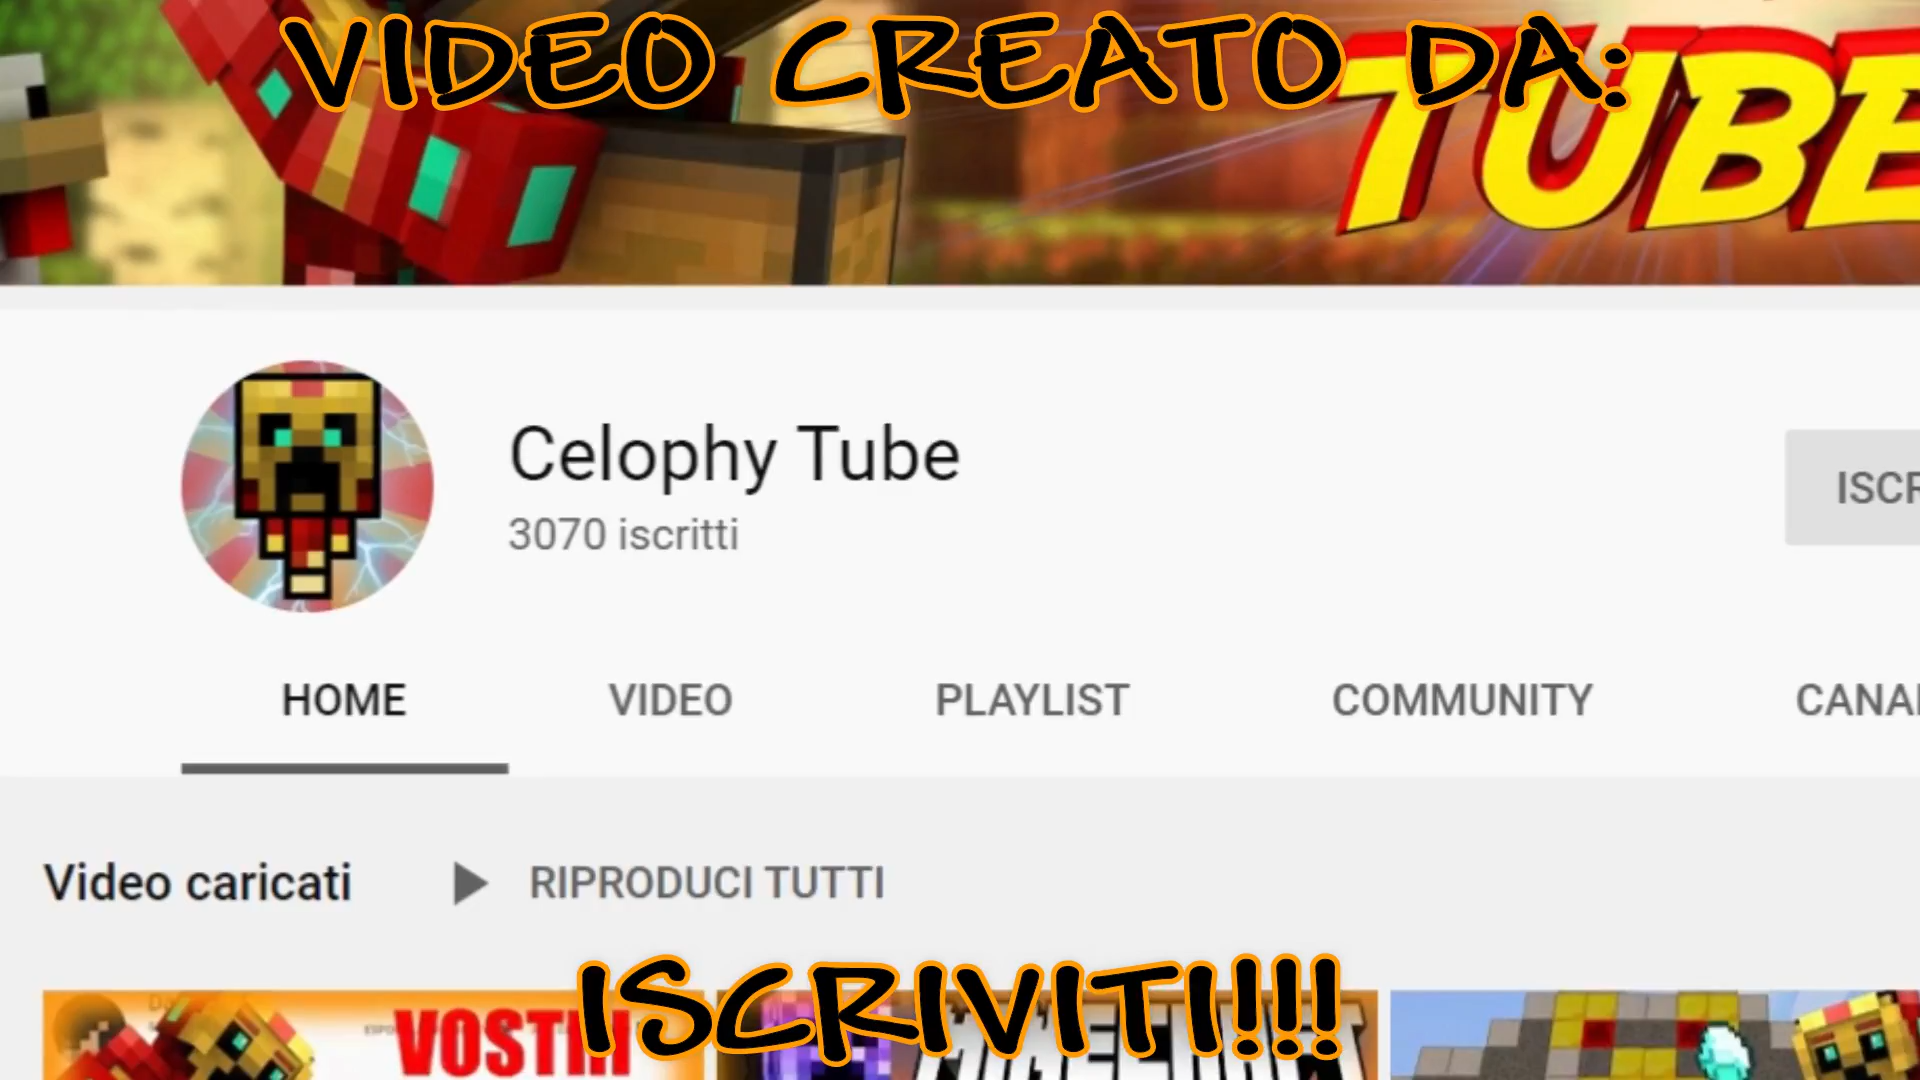 VIDEO CREATO DA:
TUBE
Celophy Tube
3070 iscritti
HOME VIDEO PLAYLIST COMMUNITY
Video caricati RIPRODUCI TUTTI
ISCRIVITI!!!